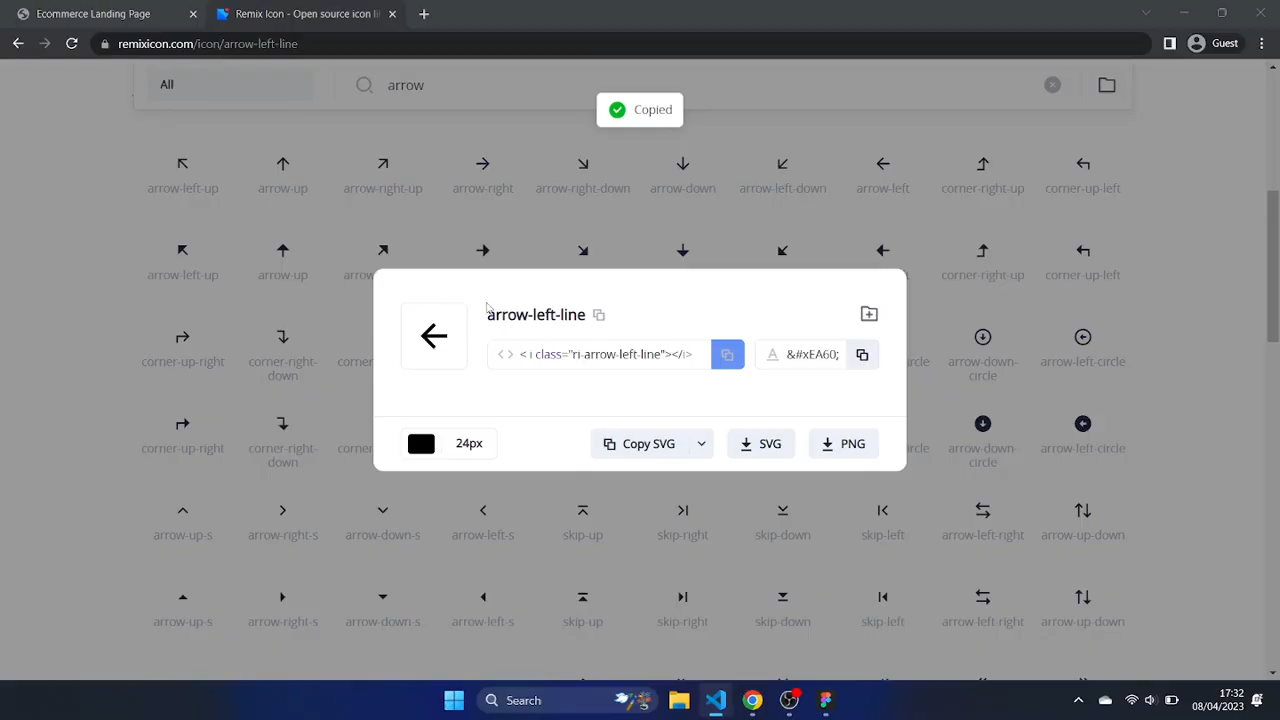 Ecommerce Landing Page
Remix Icon - Open source icon li
remixicon.com/icon/arrow-left-line
Guest
All
arrow
Copied
arrow-left-up arrow-up arrow-right-up arrow-right arrow-right-down arrow-down arrow-left-down arrow-left corner-right-up corner-up-left
arrow-left-up arrow-up corner-right-up corner-up-left
arrow-left-line
<i class="ri-arrow-left-line"></i>
A &#xEA60;
corner-up-right corner-right-down arrow-down-circle arrow-left-circle
24px
Copy SVG
SVG
PNG
corner-up-right corner-right-down arrow-down-circle arrow-left-circle
arrow-up-s arrow-right-s arrow-down-s arrow-left-s skip-up skip-right skip-down skip-left arrow-left-right arrow-up-down
arrow-up-s arrow-right-s arrow-down-s arrow-left-s skip-up skip-right skip-down skip-left arrow-left-right arrow-up-down
Search
17:32
08/04/2023